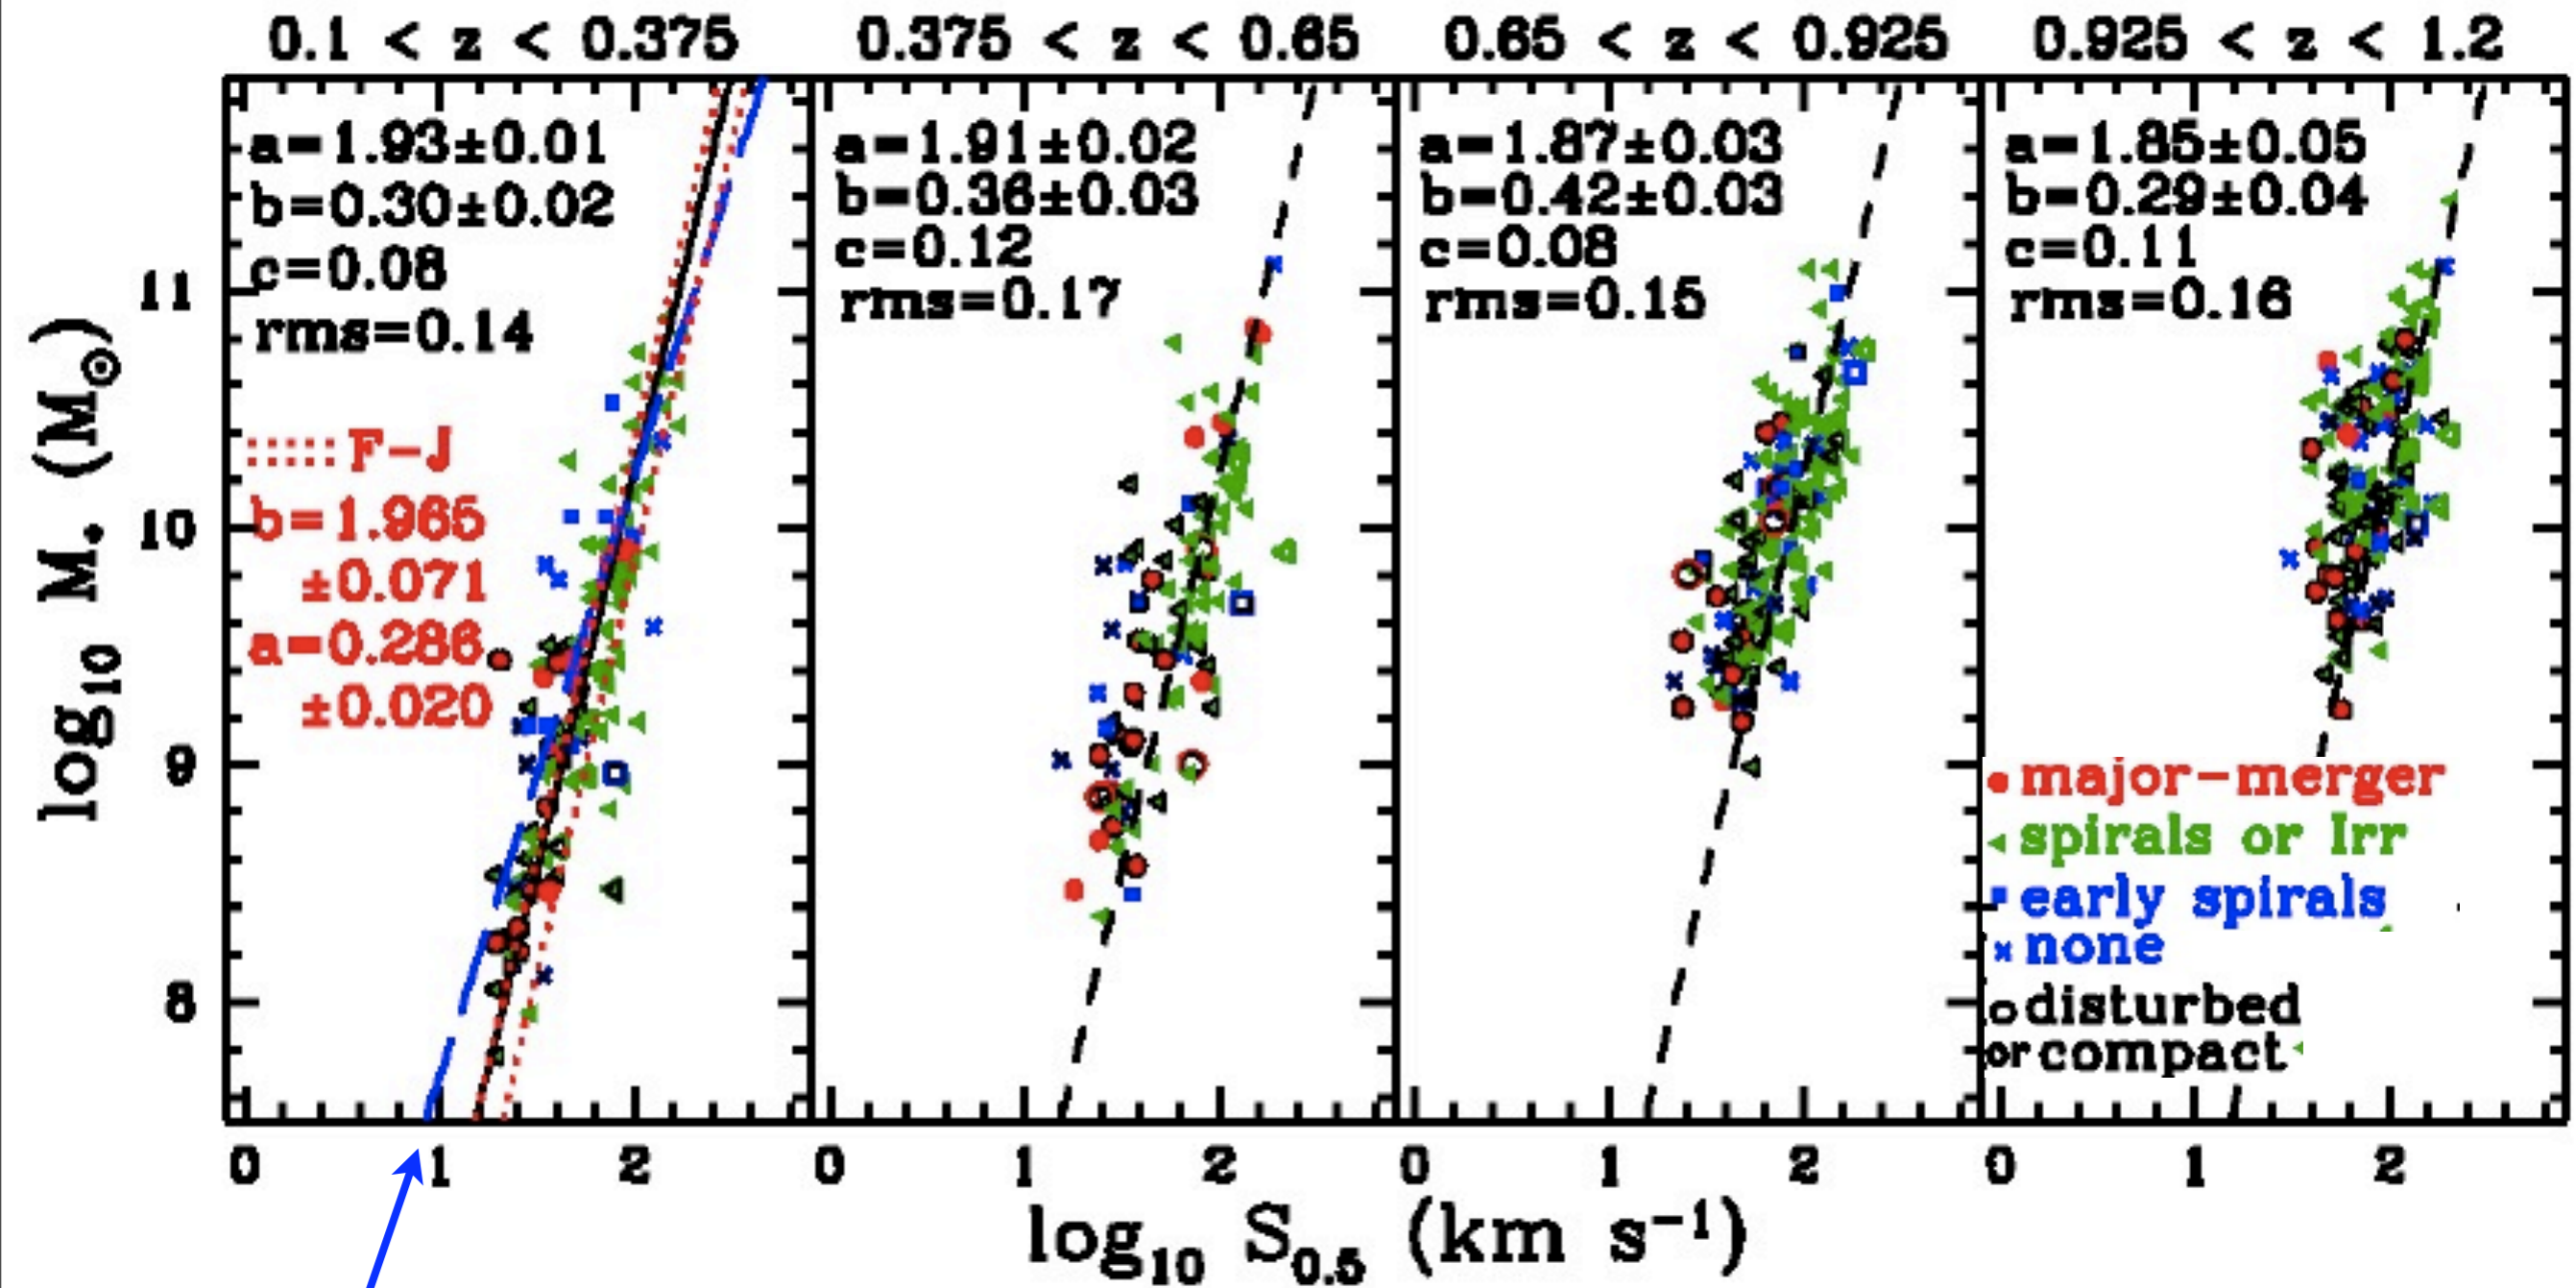 0.1 < z < 0.375
0.375 < z < 0.65
0.65 < z < 0.925
0.925 < z < 1.2
a=1.93±0.01
b=0.30±0.02
c=0.08
rms=0.14
F-J
b=1.965
±0.071
a=0.286
±0.020
a=1.91±0.02
b=0.36±0.03
c=0.12
rms=0.17
a=1.87±0.03
b=0.42±0.03
c=0.08
rms=0.15
a=1.85±0.05
b=0.29±0.04
c=0.11
rms=0.16
major-merger
spirals or Irr
early spirals
none
disturbed
or compact
log₁₀ M. (M⊙)
11
10
9
8
0 1 2
0 1 2
0 1 2
0 1 2
log₁₀ S₀.₅ (km s⁻¹)